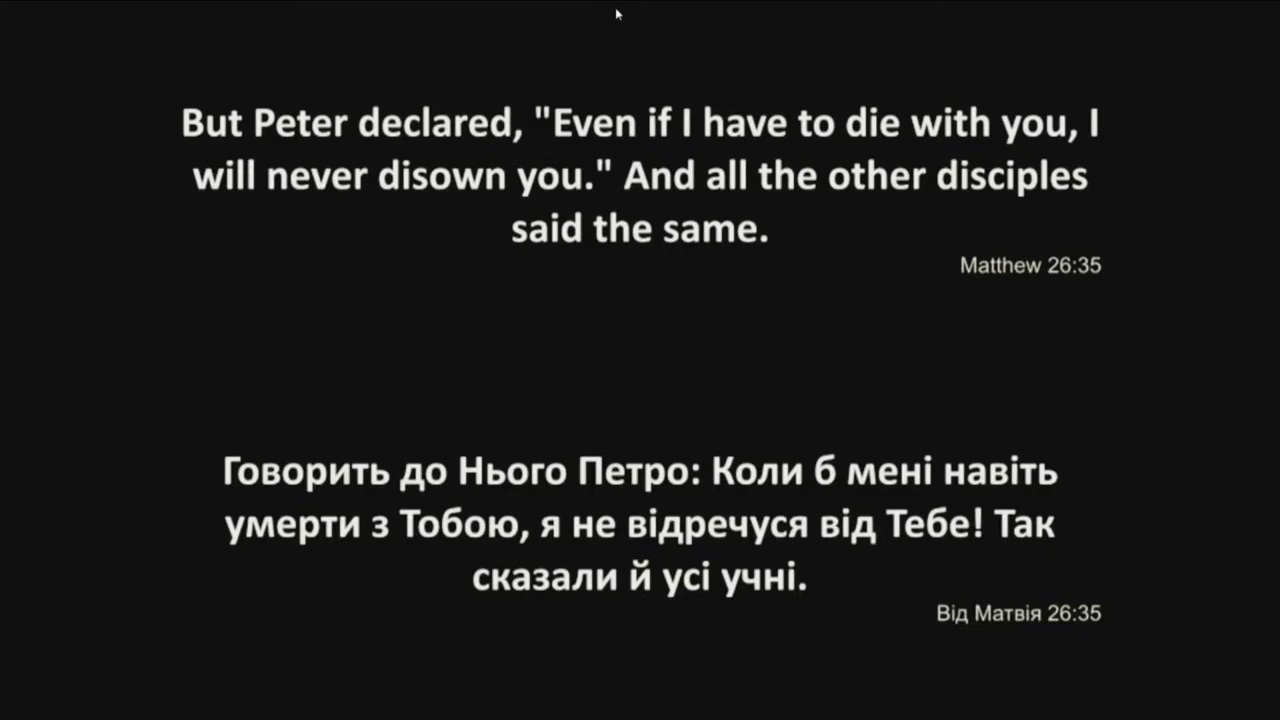 But Peter declared, "Even if I have to die with you, I
will never disown you." And all the other disciples
said the same.
Matthew 26:35
Говорить до Нього Петро: Коли б мені навіть
умерти з Тобою, я не відречуся від Тебе! Так
сказали й усі учні.
Від Матвія 26:35